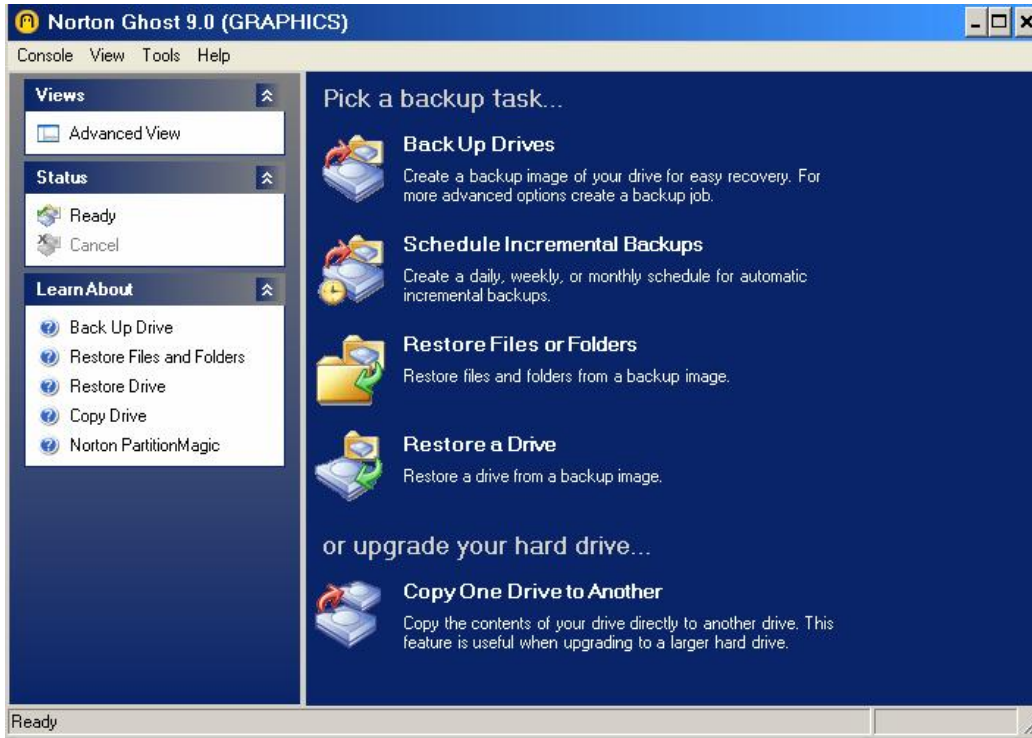 Norton Ghost 9.0 (GRAPHICS)
Console View Tools Help
Views
Advanced View
Status
Ready
Cancel
Learn About
Back Up Drive
Restore Files and Folders
Restore Drive
Copy Drive
Norton PartitionMagic
Pick a backup task...
Back Up Drives
Create a backup image of your drive for easy recovery. For
more advanced options create a backup job.
Schedule Incremental Backups
Create a daily, weekly, or monthly schedule for automatic
incremental backups.
Restore Files or Folders
Restore files and folders from a backup image.
Restore a Drive
Restore a drive from a backup image.
or upgrade your hard drive...
Copy One Drive to Another
Copy the contents of your drive directly to another drive. This
feature is useful when upgrading to a larger hard drive.
Ready